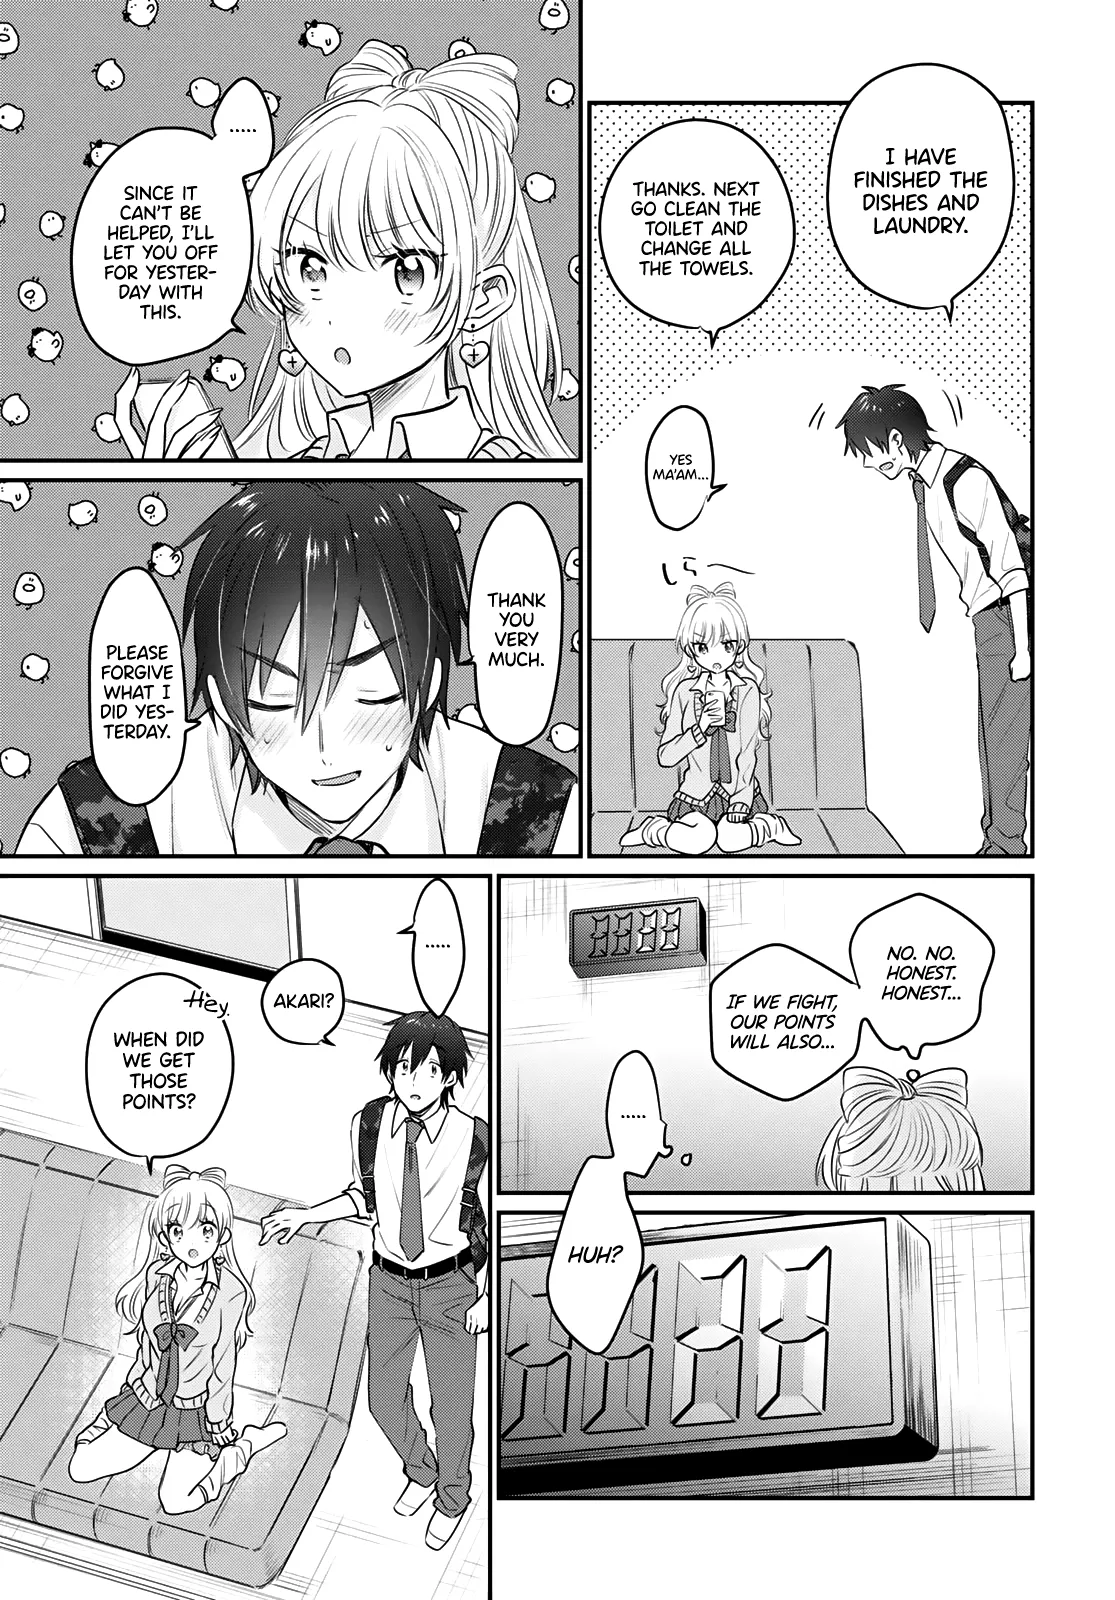 I HAVE
FINISHED THE
DISHES AND
LAUNDRY.
THANKS. NEXT
GO CLEAN THE
TOILET AND
CHANGE ALL
THE TOWELS.
YES
MA'AM...
しら〜
......
SINCE IT
CAN'T BE
HELPED, I'LL
LET YOU OFF
FOR YESTER-
DAY WITH
THIS.
THANK
YOU
VERY
MUCH.
PLEASE
FORGIVE
WHAT I
DID YES-
TERDAY.
NO. NO.
HONEST.
HONEST...
IF WE FIGHT,
OUR POINTS
WILL ALSO...
......
HUH?
......
AKARI?
Hey.
WHEN DID
WE GET
THOSE
POINTS?